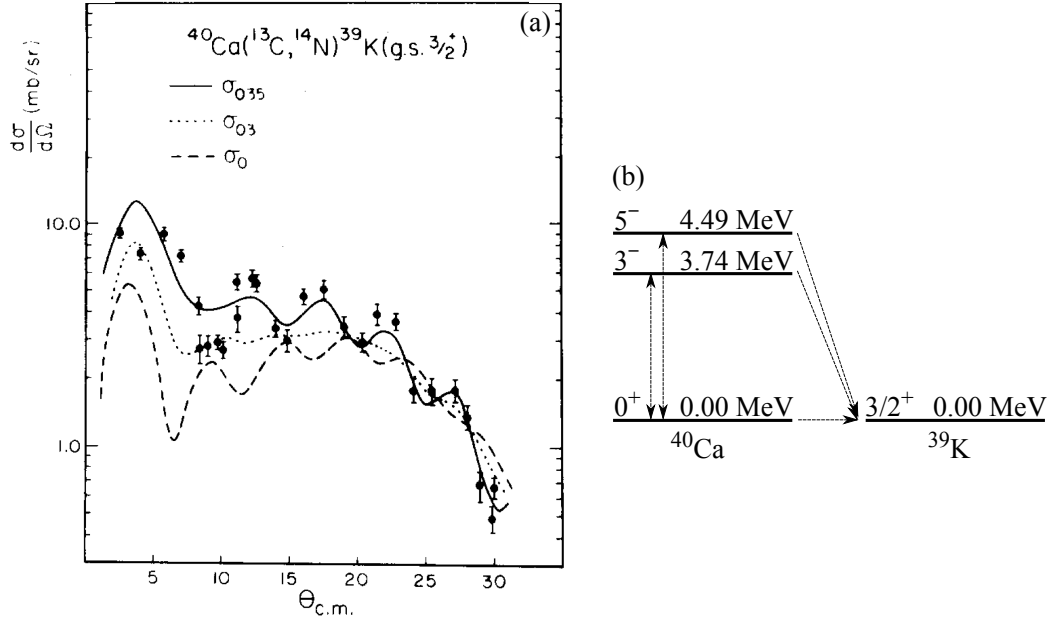 (a)
⁴⁰Ca(¹³C, ¹⁴N)³⁹K(g.s. 3/2⁺)
σ₀₃₅
σ₀₃
σ₀
dσ/dΩ (mb/sr)
10.0
1.0
5 10 15 20 25 30
Θc.m.
(b)
5⁻ 4.49 MeV
3⁻ 3.74 MeV
0⁺ 0.00 MeV
3/2⁺ 0.00 MeV
⁴⁰Ca
³⁹K